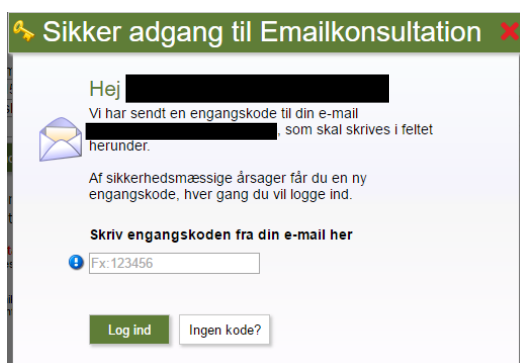 Sikker adgang til Emailkonsultation
Hej
Vi har sendt en engangskode til din e-mail
, som skal skrives i feltet
herunder.
Af sikkerhedsmæssige årsager får du en ny
engangskode, hver gang du vil logge ind.
Skriv engangskoden fra din e-mail her
Fx:123456
Log ind
Ingen kode?